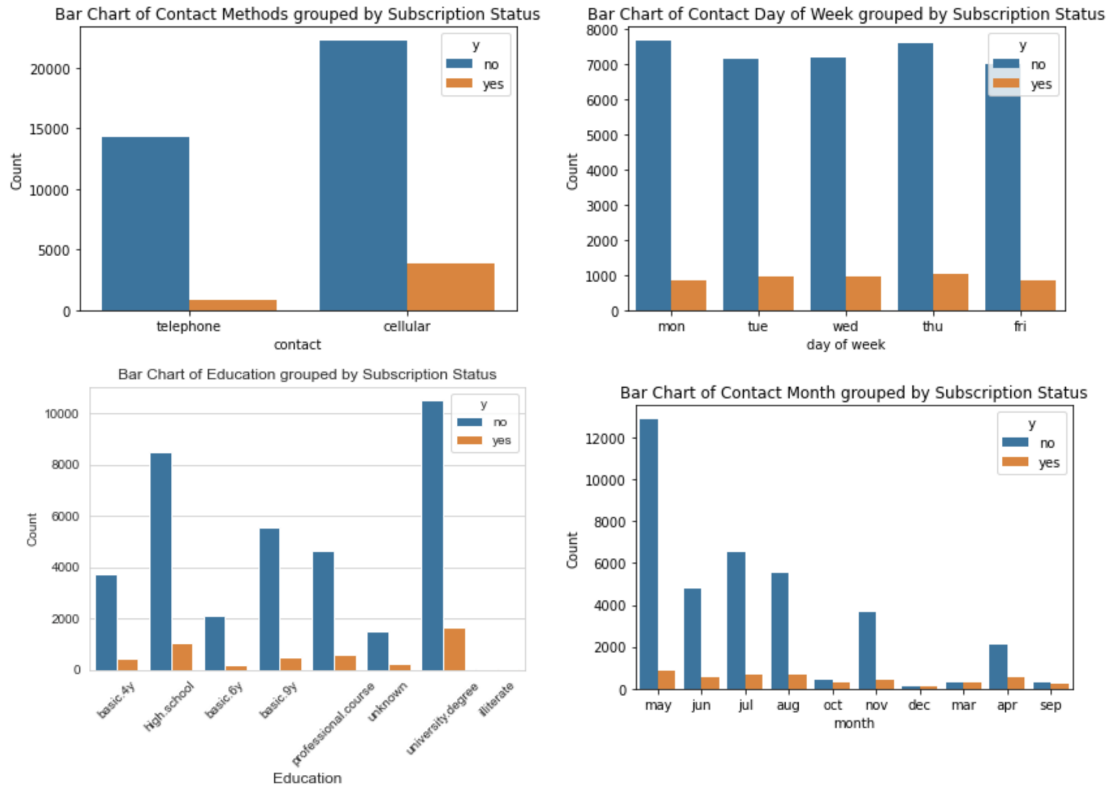 Bar Chart of Contact Methods grouped by Subscription Status
y
no
yes
20000
15000
10000
5000
0
Count
telephone cellular
contact
Bar Chart of Contact Day of Week grouped by Subscription Status
y
no
yes
8000
7000
6000
5000
4000
3000
2000
1000
0
Count
mon tue wed thu fri
day of week
Bar Chart of Education grouped by Subscription Status
y
no
yes
10000
8000
6000
4000
2000
0
Count
basic.4y high.school basic.6y basic.9y professional.course unknown university.degree illiterate
Education
Bar Chart of Contact Month grouped by Subscription Status
y
no
yes
12000
10000
8000
6000
4000
2000
0
Count
may jun jul aug oct nov dec mar apr sep
month